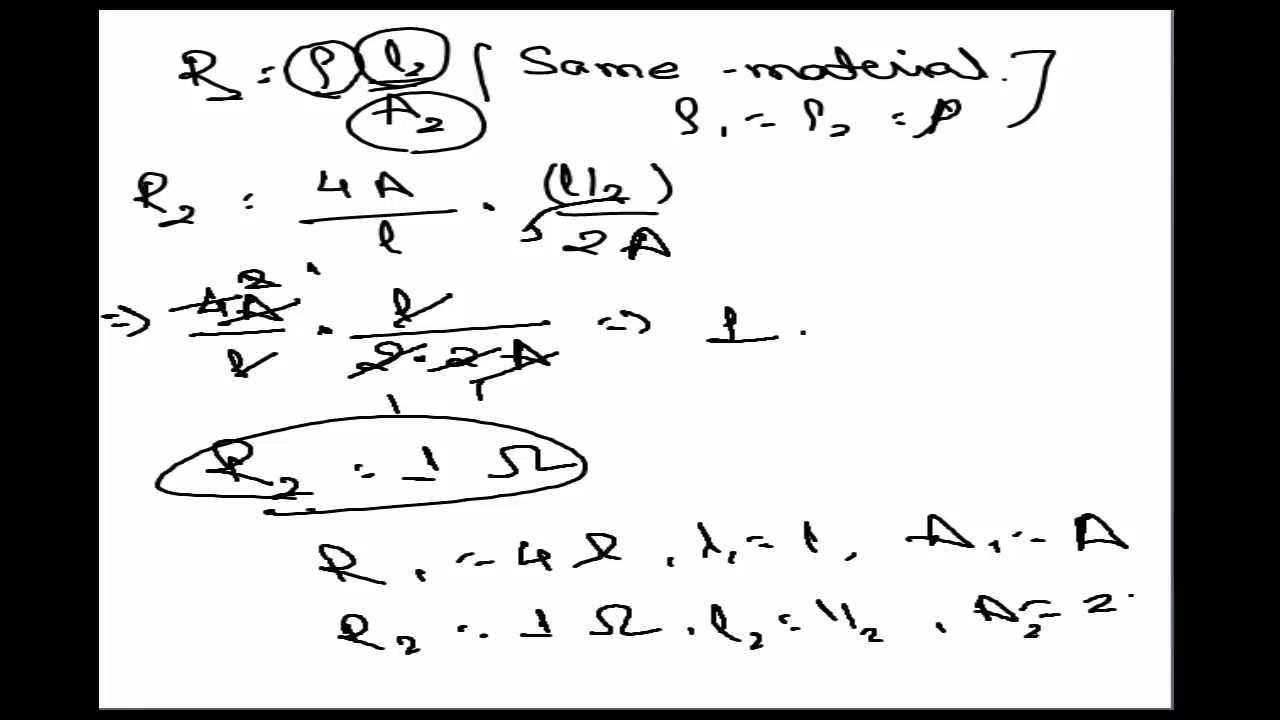 R₂ = ρ l₂ / A₂ [ Same material. ]
ρ₁ = ρ₂ = ρ
R₂ = 4A / l · (l/2) / 2A
=> 4A / l · l / 2·2A => 1 .
R₂ = 1 Ω
R₁ = 4 Ω, l₁ = l, A₁ = A
R₂ = 1 Ω, l₂ = l/2, A₂ = 2